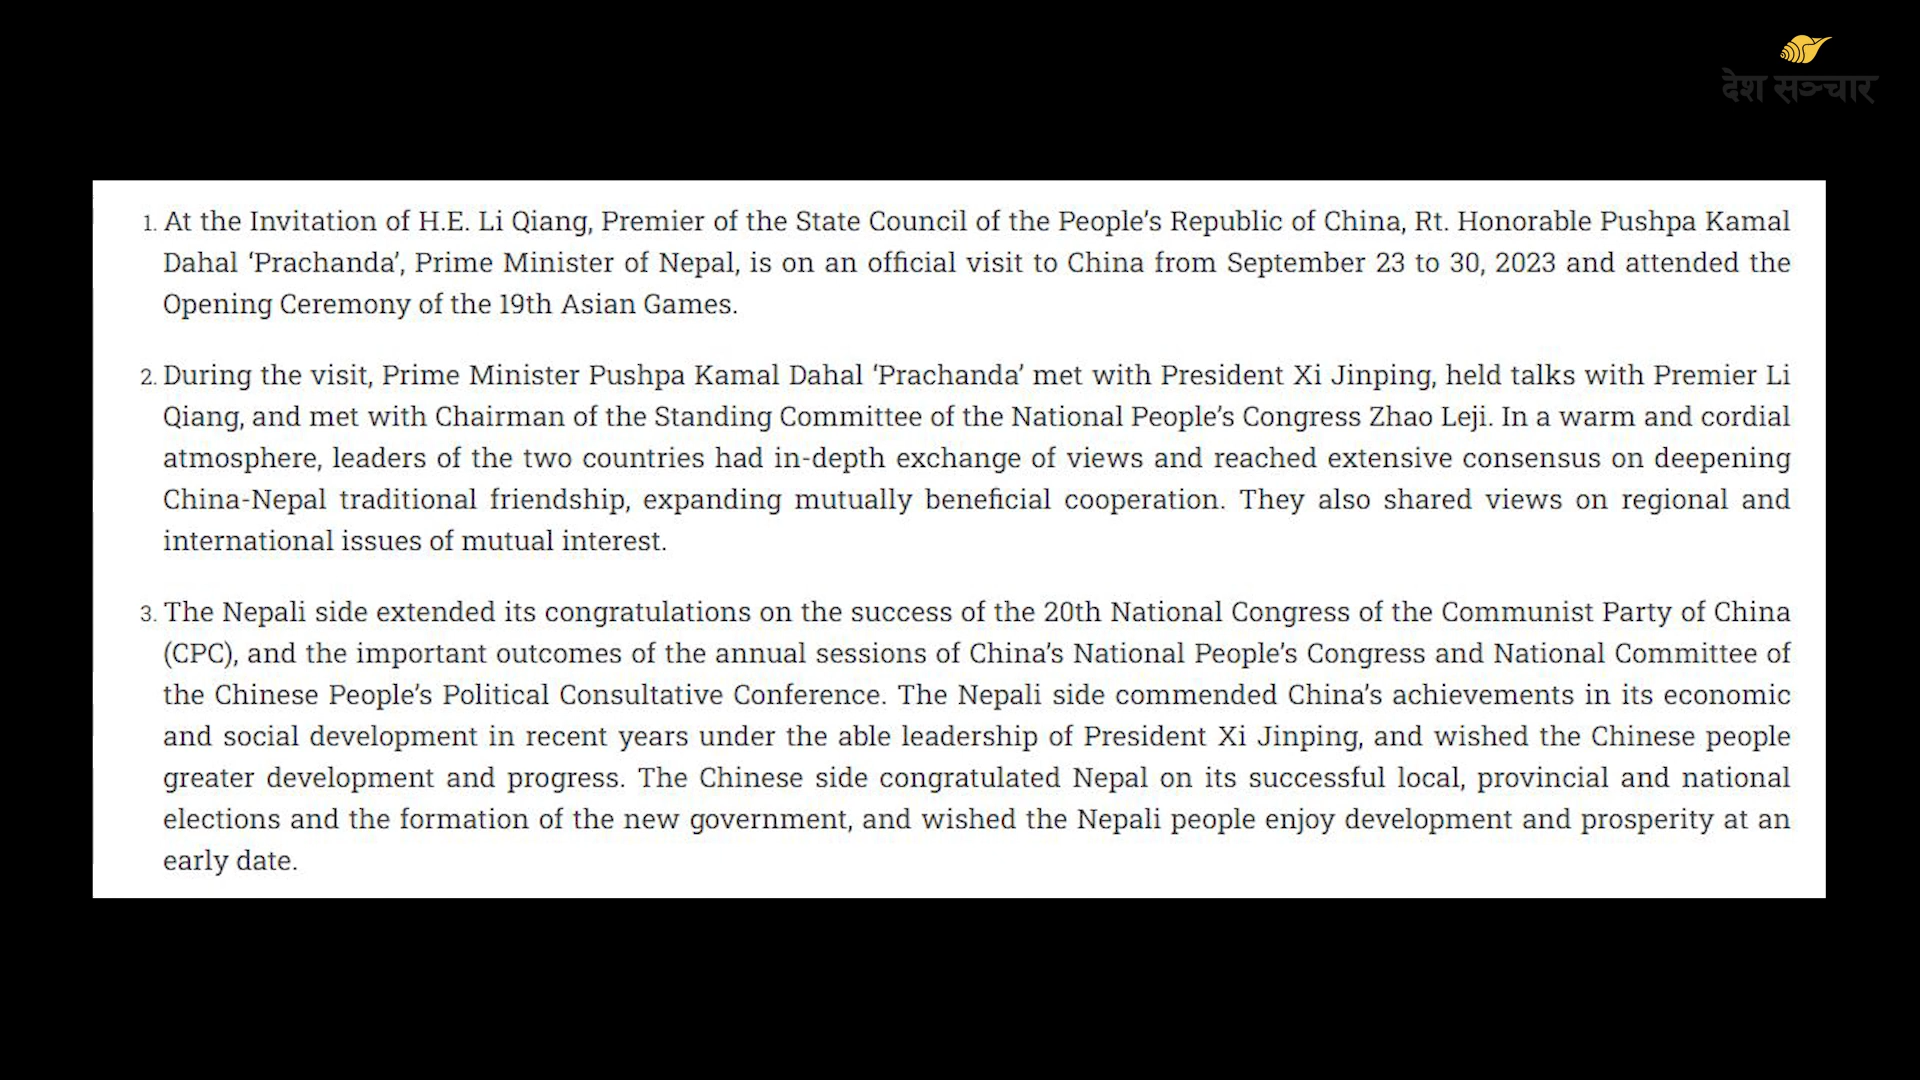 देश सञ्चार
1. At the Invitation of H.E. Li Qiang, Premier of the State Council of the People’s Republic of China, Rt. Honorable Pushpa Kamal
Dahal ‘Prachanda’, Prime Minister of Nepal, is on an official visit to China from September 23 to 30, 2023 and attended the
Opening Ceremony of the 19th Asian Games.
2. During the visit, Prime Minister Pushpa Kamal Dahal ‘Prachanda’ met with President Xi Jinping, held talks with Premier Li
Qiang, and met with Chairman of the Standing Committee of the National People’s Congress Zhao Leji. In a warm and cordial
atmosphere, leaders of the two countries had in-depth exchange of views and reached extensive consensus on deepening
China-Nepal traditional friendship, expanding mutually beneficial cooperation. They also shared views on regional and
international issues of mutual interest.
3. The Nepali side extended its congratulations on the success of the 20th National Congress of the Communist Party of China
(CPC), and the important outcomes of the annual sessions of China’s National People’s Congress and National Committee of
the Chinese People’s Political Consultative Conference. The Nepali side commended China’s achievements in its economic
and social development in recent years under the able leadership of President Xi Jinping, and wished the Chinese people
greater development and progress. The Chinese side congratulated Nepal on its successful local, provincial and national
elections and the formation of the new government, and wished the Nepali people enjoy development and prosperity at an
early date.